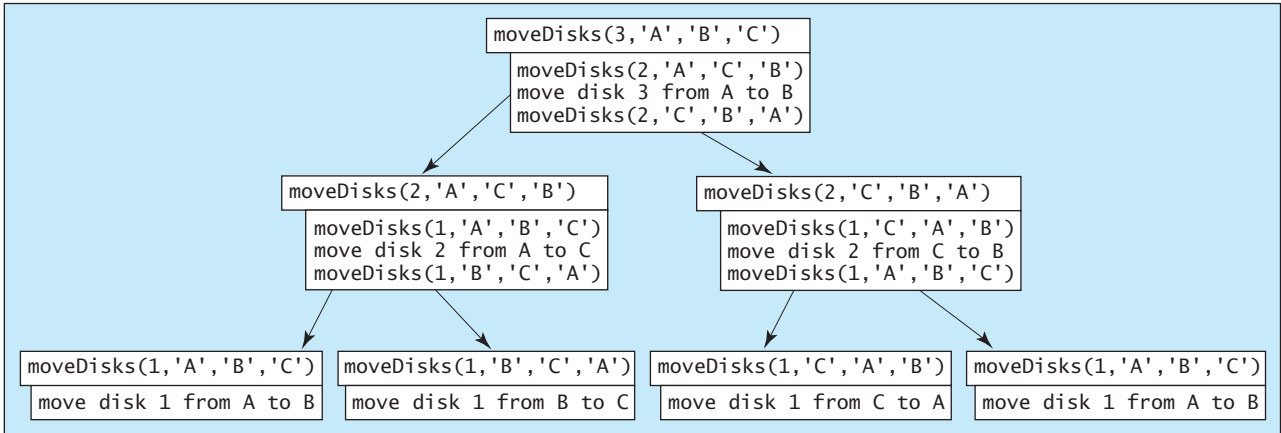 moveDisks(3,'A','B','C')
moveDisks(2,'A','C','B')
move disk 3 from A to B
moveDisks(2,'C','B','A')
moveDisks(2,'A','C','B')
moveDisks(1,'A','B','C')
move disk 2 from A to C
moveDisks(1,'B','C','A')
moveDisks(2,'C','B','A')
moveDisks(1,'C','A','B')
move disk 2 from C to B
moveDisks(1,'A','B','C')
moveDisks(1,'A','B','C')
move disk 1 from A to B
moveDisks(1,'B','C','A')
move disk 1 from B to C
moveDisks(1,'C','A','B')
move disk 1 from C to A
moveDisks(1,'A','B','C')
move disk 1 from A to B